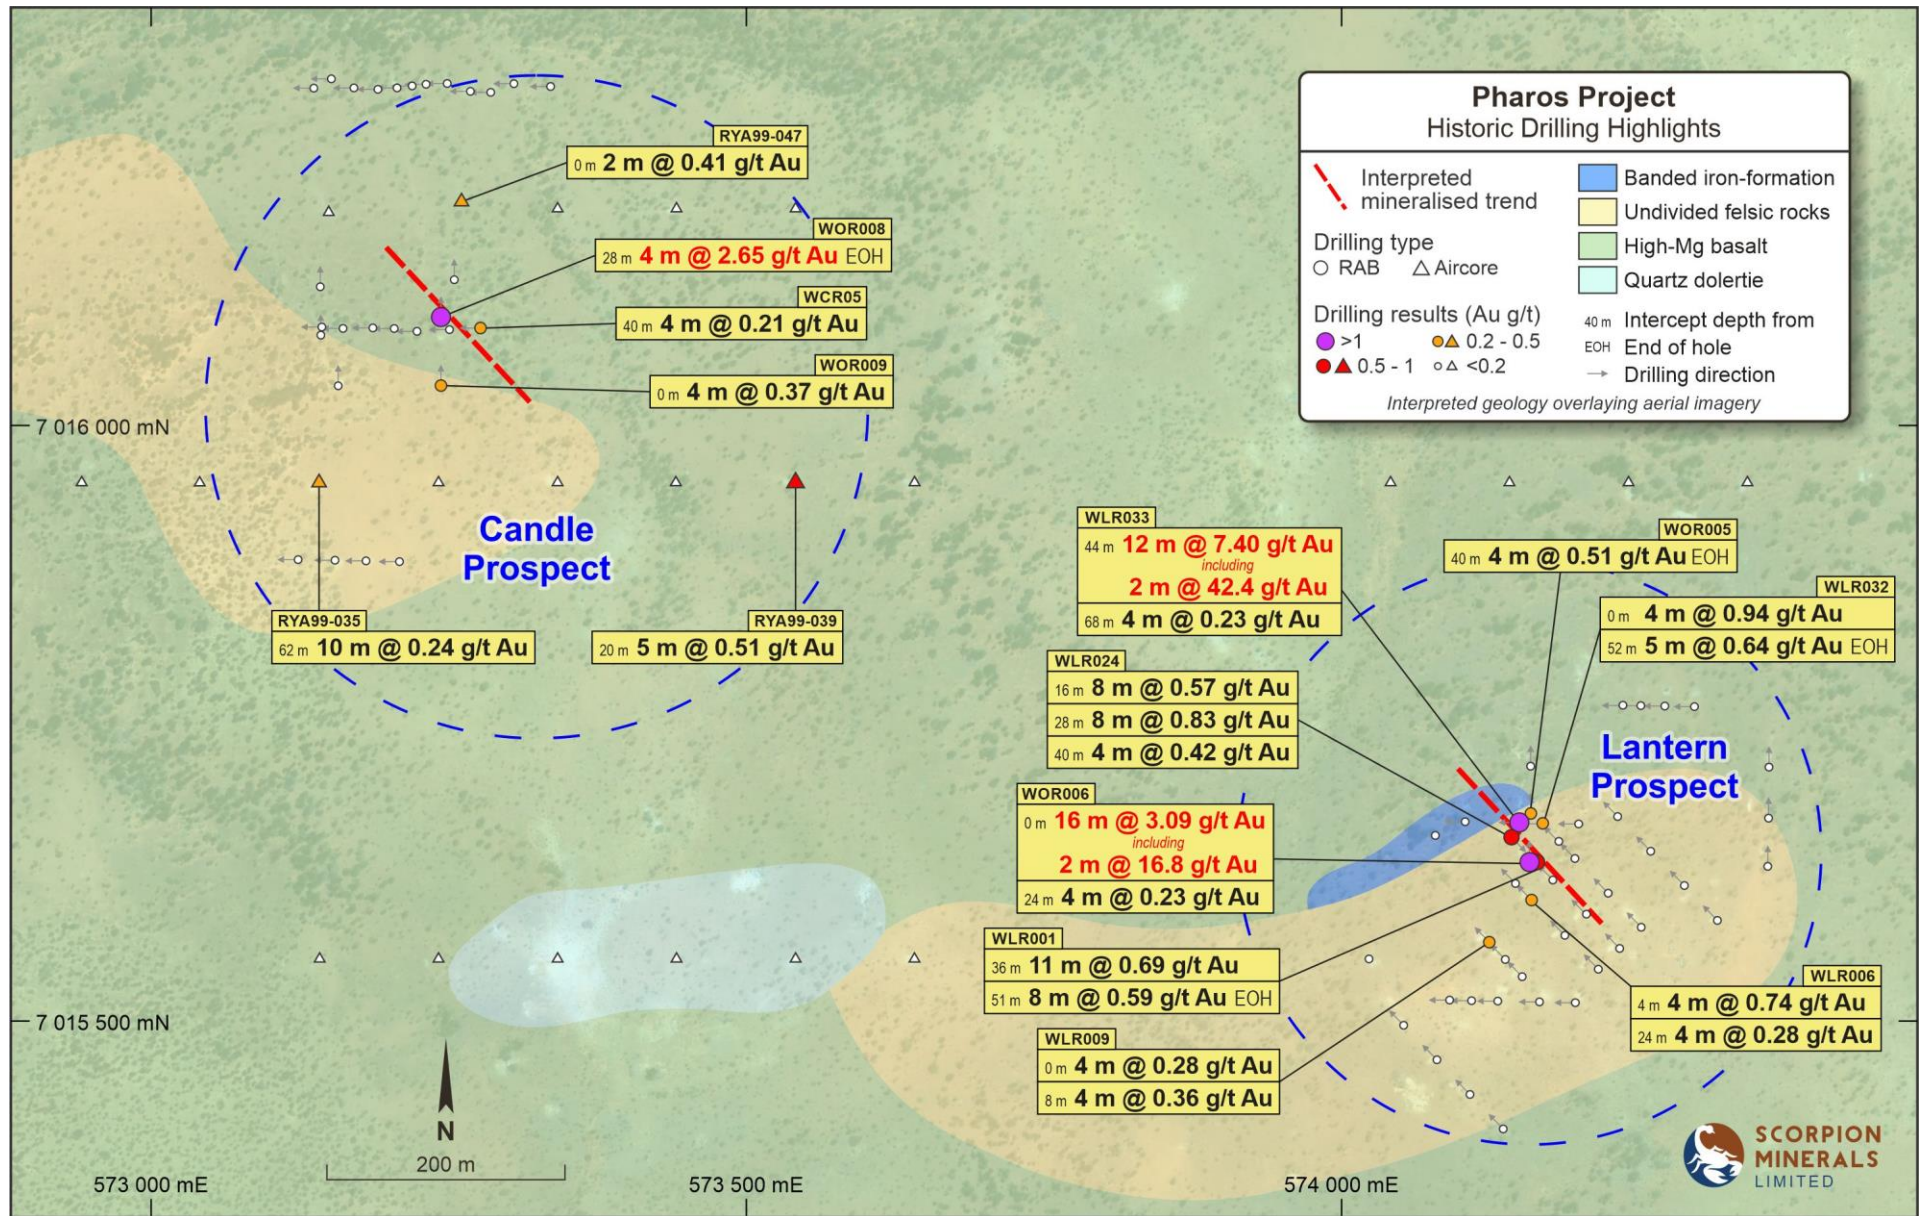 Pharos Project
Historic Drilling Highlights
Interpreted
mineralised trend
Drilling type
RAB
Aircore
Drilling results (Au g/t)
>1
0.2 - 0.5
0.5 - 1
<0.2
Banded iron-formation
Undivided felsic rocks
High-Mg basalt
Quartz dolertie
40 m Intercept depth from
EOH End of hole
Drilling direction
Interpreted geology overlaying aerial imagery
RYA99-047
0 m 2 m @ 0.41 g/t Au
WOR008
28 m 4 m @ 2.65 g/t Au EOH
WCR05
40 m 4 m @ 0.21 g/t Au
WOR009
0 m 4 m @ 0.37 g/t Au
7 016 000 mN
Candle
Prospect
RYA99-035
62 m 10 m @ 0.24 g/t Au
RYA99-039
20 m 5 m @ 0.51 g/t Au
WLR033
44 m 12 m @ 7.40 g/t Au
including
2 m @ 42.4 g/t Au
68 m 4 m @ 0.23 g/t Au
WOR005
40 m 4 m @ 0.51 g/t Au EOH
WLR032
0 m 4 m @ 0.94 g/t Au
52 m 5 m @ 0.64 g/t Au EOH
WLR024
16 m 8 m @ 0.57 g/t Au
28 m 8 m @ 0.83 g/t Au
40 m 4 m @ 0.42 g/t Au
Lantern
Prospect
WOR006
0 m 16 m @ 3.09 g/t Au
including
2 m @ 16.8 g/t Au
24 m 4 m @ 0.23 g/t Au
WLR001
36 m 11 m @ 0.69 g/t Au
51 m 8 m @ 0.59 g/t Au EOH
WLR006
4 m 4 m @ 0.74 g/t Au
24 m 4 m @ 0.28 g/t Au
WLR009
0 m 4 m @ 0.28 g/t Au
8 m 4 m @ 0.36 g/t Au
7 015 500 mN
N
200 m
573 000 mE
573 500 mE
574 000 mE
SCORPION
MINERALS
LIMITED